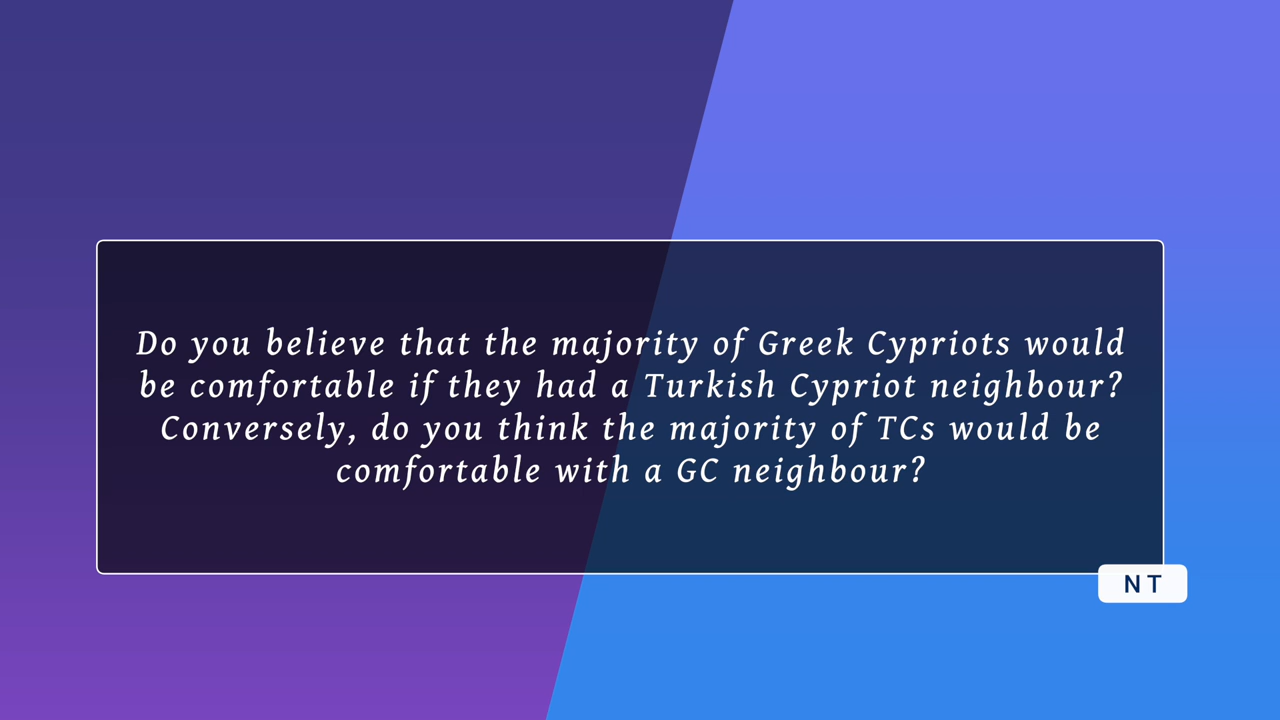 Do you believe that the majority of Greek Cypriots would
be comfortable if they had a Turkish Cypriot neighbour?
Conversely, do you think the majority of TCs would be
comfortable with a GC neighbour?
NT